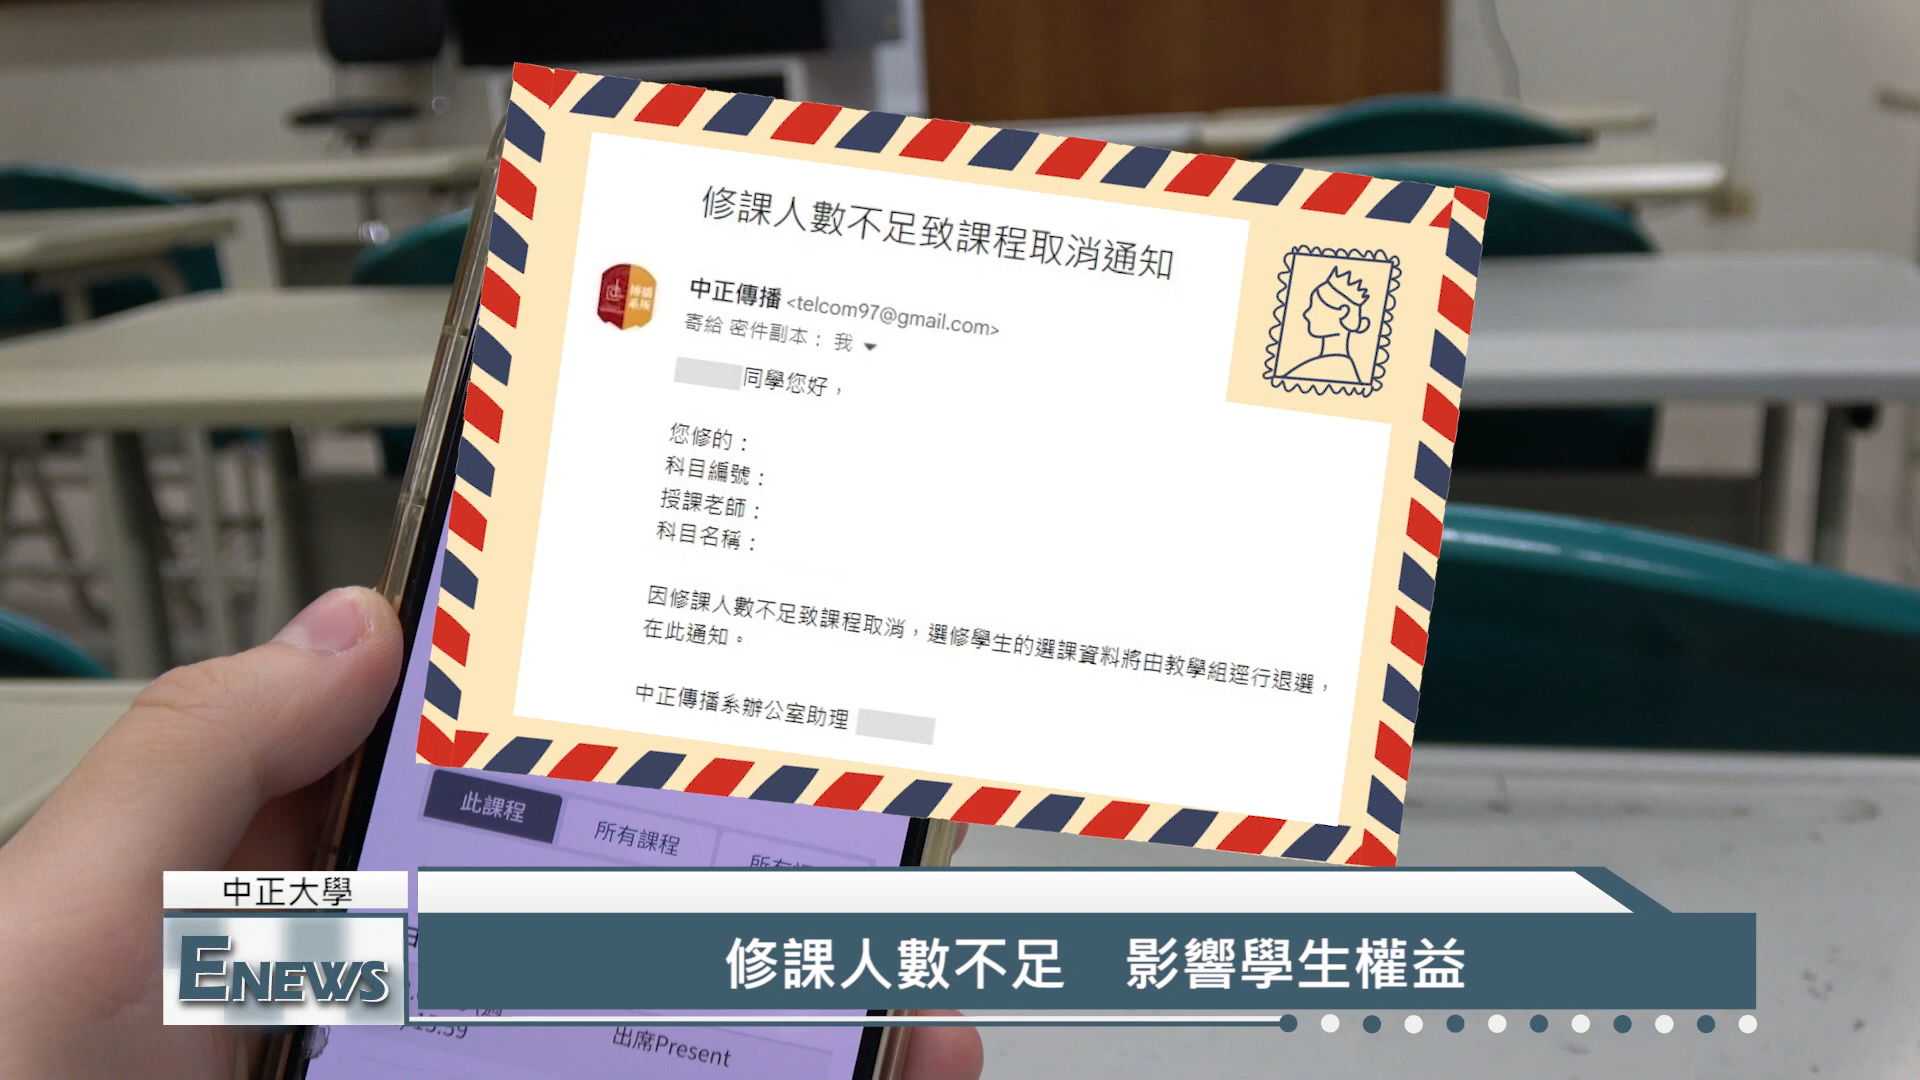 修課人數不足致課程取消通知
傳播
系所
中正傳播 <telcom97@gmail.com>
寄給 密件副本： 我
同學您好，
您修的：
科目編號：
授課老師：
科目名稱：
因修課人數不足致課程取消，選修學生的選課資料將由教學組逕行退選，
在此通知。
中正傳播系辦公室助理
此課程
所有課程
中正大學
ENEWS
修課人數不足 影響學生權益
15:59
出席Present